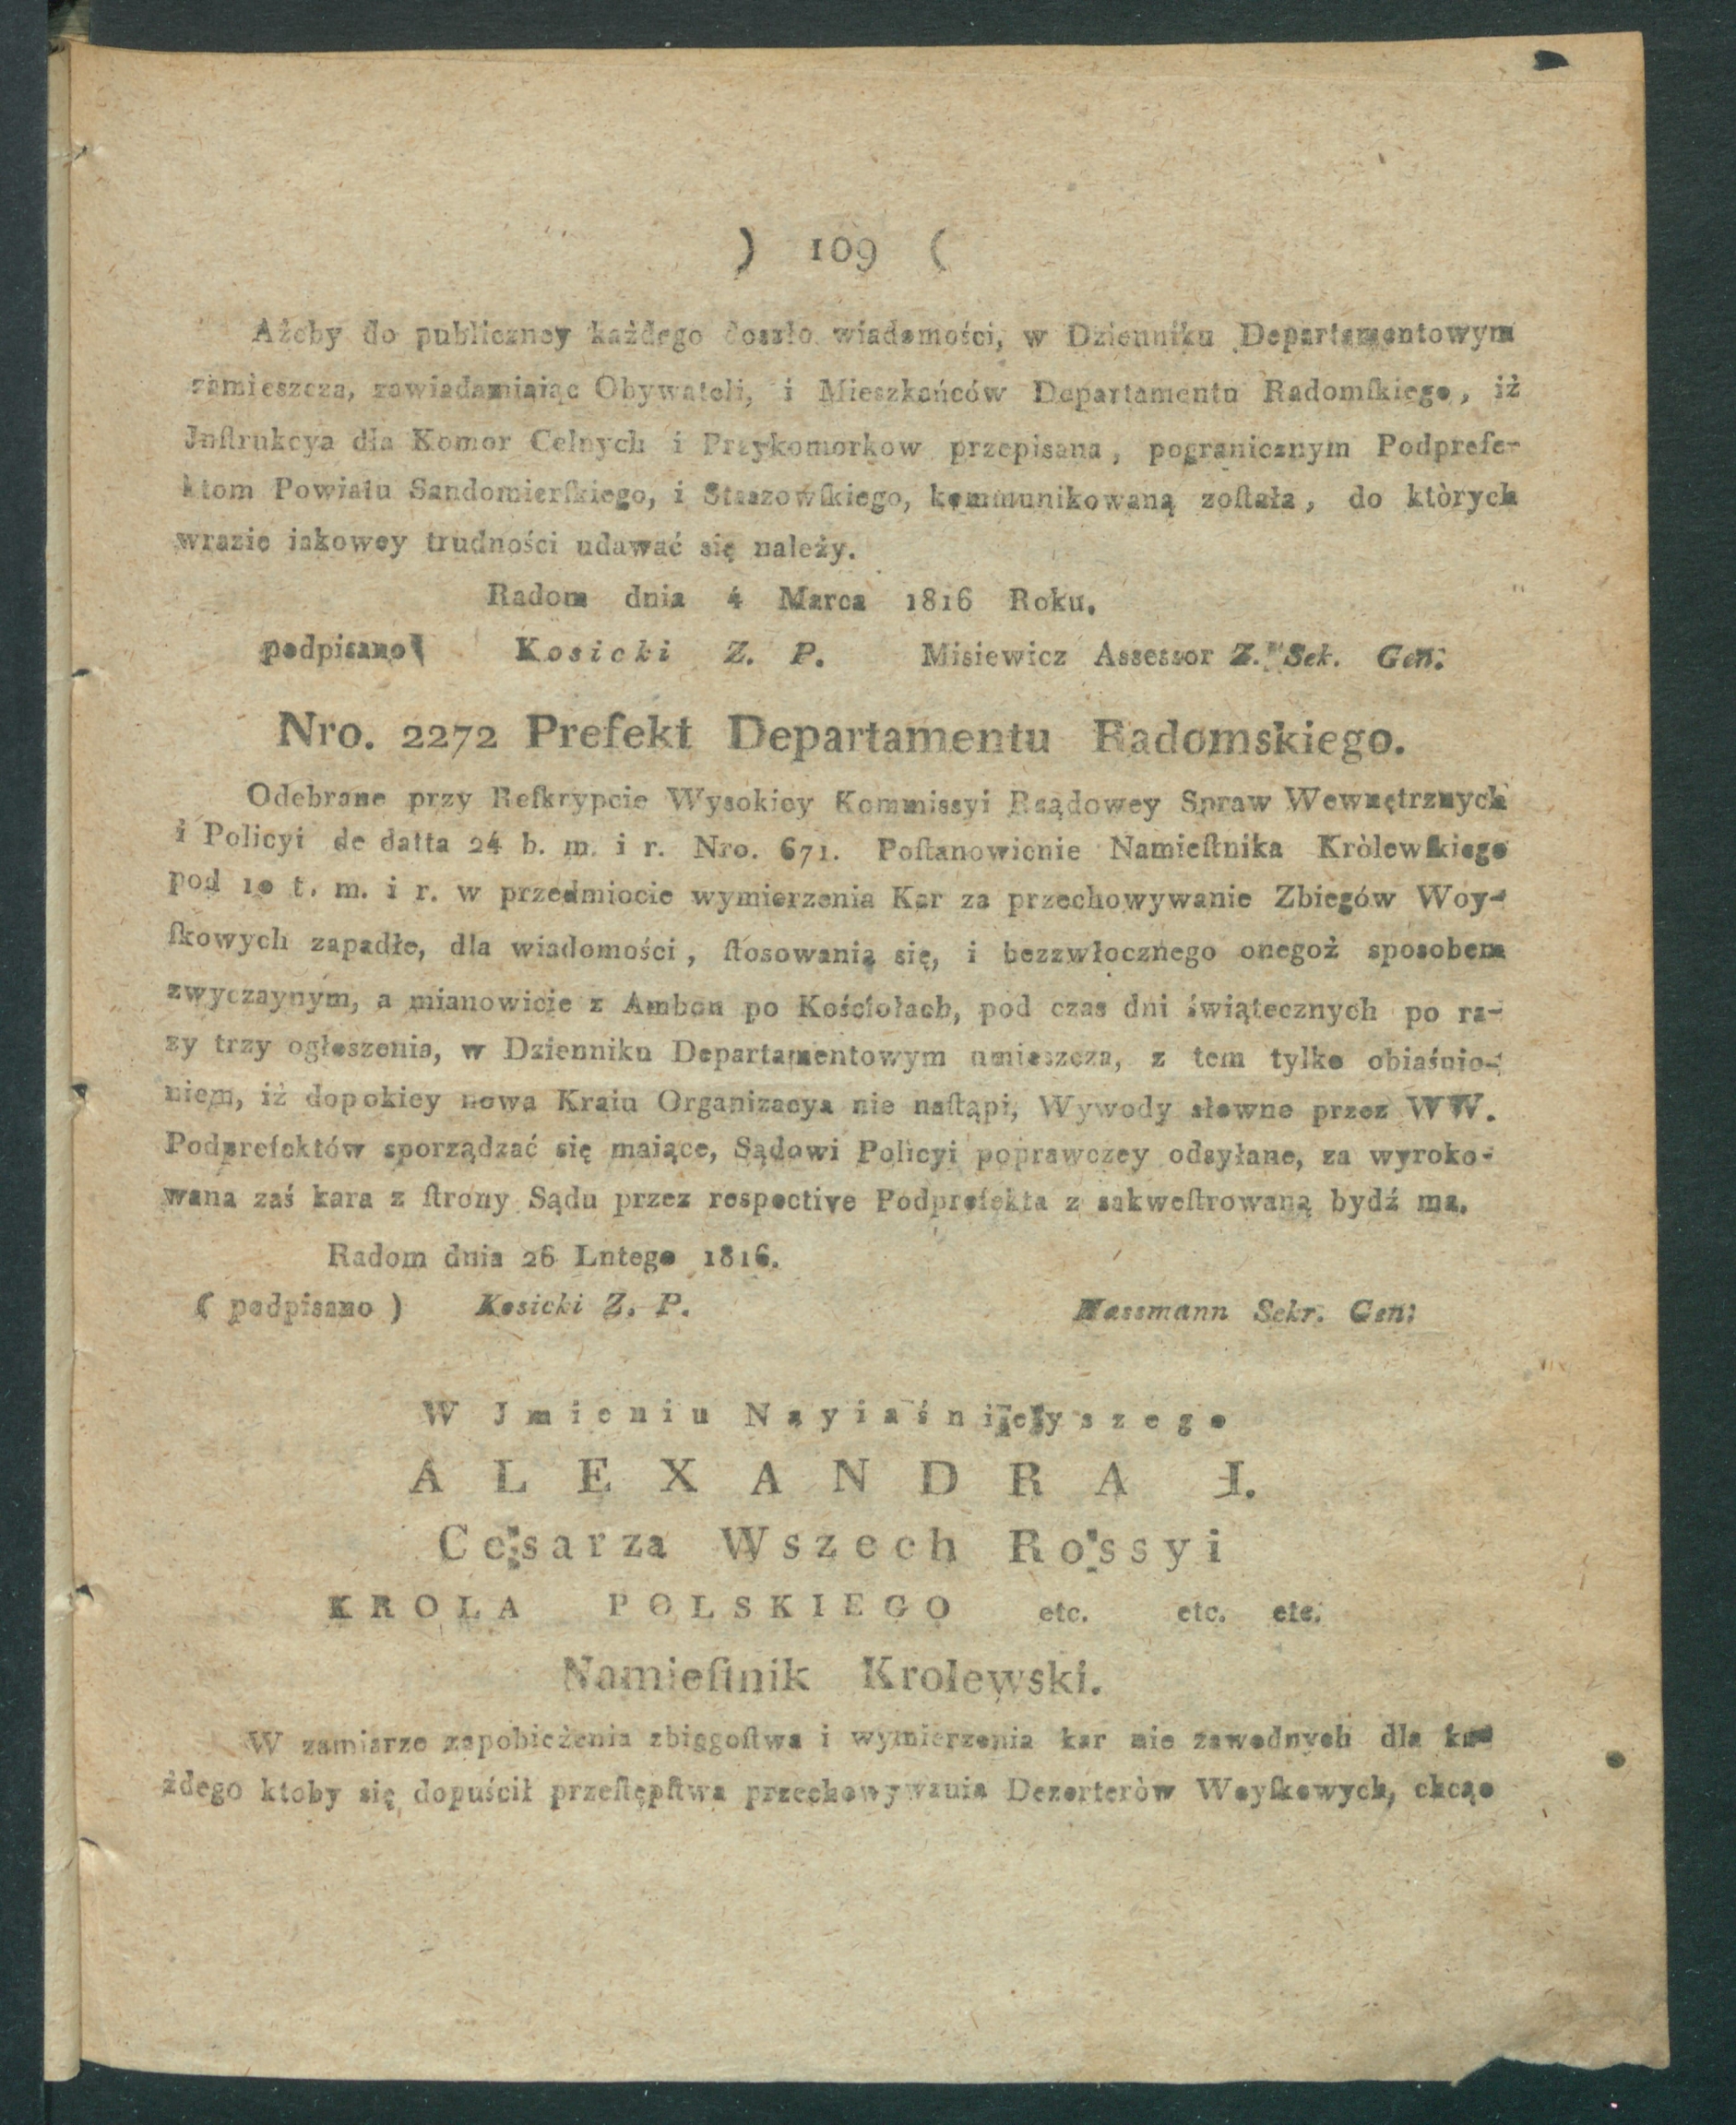 ) 109 (
Ażeby do publiczney każdego doszło wiadomości, w Dzienniku Departamentowym
zamieszcza, zawiadamiaiąc Obywateli, i Mieszkańców Departamentu Radomſkiego, iż
Jnſtrukcya dla Komor Celnych i Przykomorkow przepisana, pogranicznym Podprefe-
ktom Powiatu Sandomierſkiego, i Staszowſkiego, kommunikowaną zoſtała, do ktòrych
wrazie iakowey trudności udawać się należy.
Radom dnia 4 Marca 1816 Roku.
podpisano Kosicki Z. P. Misiewicz Assessor Z. Sek. Gen:
Nro. 2272 Prefekt Departamentu Radomskiego.
Odebrane przy Reſkrypcie Wysokiey Kommissyi Rządowey Spraw Wewnętrznych
i Policyi de datta 24 b. m. i r. Nro. 671. Poſtanowienie Namieſtnika Kròlewſkiego
pod 10 t. m. i r. w przedmiocie wymierzenia Kar za przechowywanie Zbiegów Woy-
ſkowych zapadłe, dla wiadomości, ſtosowania się, i bezzwłocznego onegoż sposobem
zwyczaynym, a mianowicie z Ambon po Kościołach, pod czas dni świątecznych po ra-
zy trzy ogłoszenia, w Dzienniku Departamentowym umieszcza, z tem tylko obiaśnie-
niem, iż dopokiey nowa Kraiu Organizacya nie naſtąpi, Wywody słowne przez WW.
Podprefektów sporządzać się maiące, Sądowi Policyi poprawczey odsyłane, za wyroko-
wana zaś kara z ſtrony Sądu przez respective Podprefekta z sakweſtrowaną bydź ma.
Radom dnia 26 Lntego 1816.
( podpisano ) Kosicki Z. P. Hassmann Sekr. Gen:
W Jmieniu Nayiaśnieyszego
ALEXANDRA I.
Cesarza Wszech Rossyi
KROLA POLSKIEGO etc. etc. etc.
Namieſtnik Krolewski.
W zamiarze zapobieżenia zbiegoſtwa i wymierzenia kar nie zawodnych dla ka-
żdego ktoby się dopuścił przeſtępſtwa przechowywauia Dezerteròw Woyſkowych, chcąc